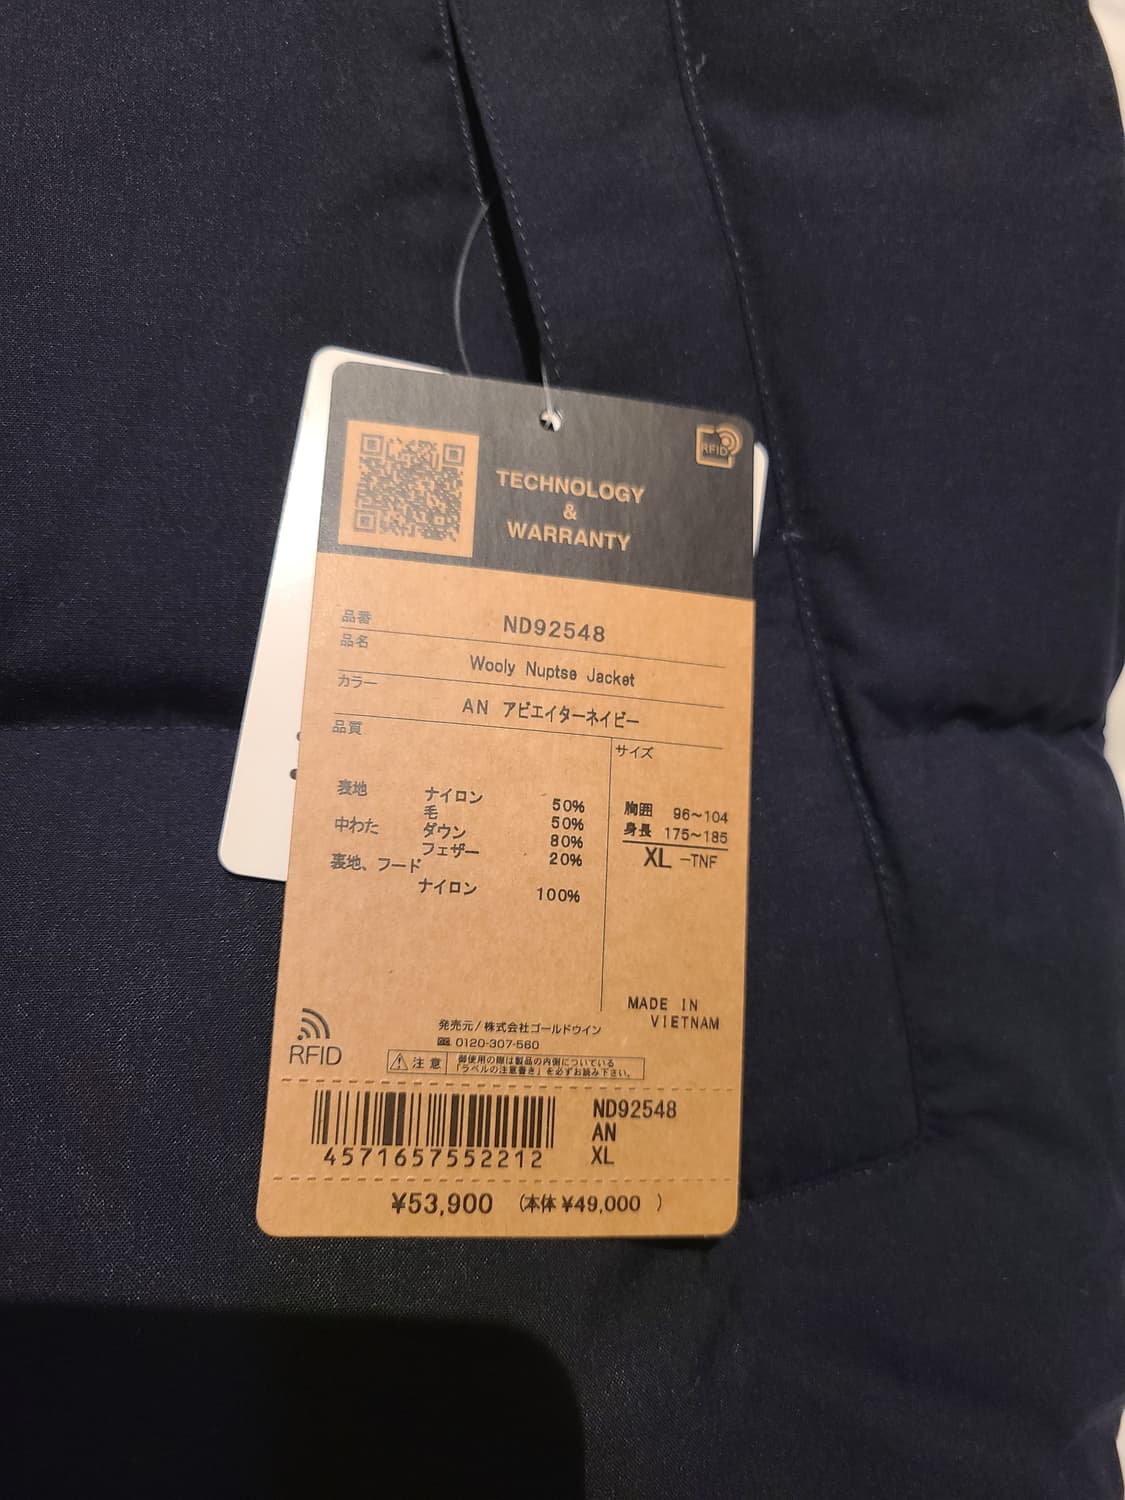 RFID
TECHNOLOGY
&
WARRANTY
品番 ND92548
品名 Wooly Nuptse Jacket
カラー AN アビエイターネイビー
品質
表地 ナイロン 50%
毛 50%
中わた ダウン 80%
フェザー 20%
裏地、フード
ナイロン 100%
サイズ
胸囲 96~104
身長 175~185
XL -TNF
MADE IN
VIETNAM
RFID
発売元/株式会社ゴールドウイン
0120-307-560
注意 御使用の際は製品の内側についている
「ラベルの注意書き」を必ずお読み下さい。
4571657552212
ND92548
AN
XL
¥53,900 (本体 ¥49,000 )